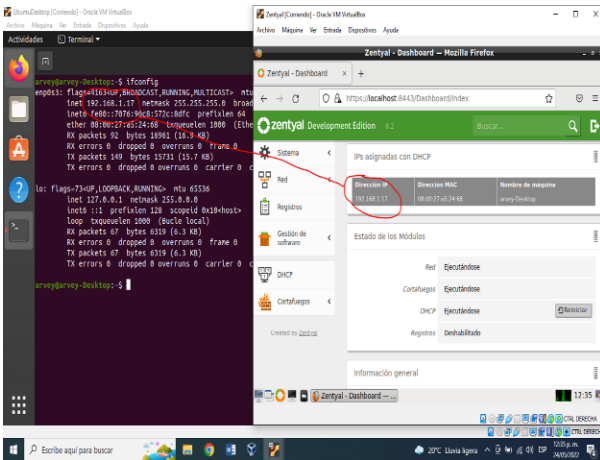 UbuntuDesktop [Corriendo] - Oracle VM VirtualBox
Archivo Máquina Ver Entrada Dispositivos Ayuda
Actividades Terminal
arvey@arvey-Desktop:~$ ifconfig
enp0s3: flags=4163<UP,BROADCAST,RUNNING,MULTICAST> mtu
inet 192.168.1.17 netmask 255.255.255.0 broad
inet6 fe80::7076:90c8:572c:8dfc prefixlen 64
ether 08:00:27:a5:24:68 txqueuelen 1000 (Ethe
RX packets 92 bytes 16961 (16.9 KB)
RX errors 0 dropped 0 overruns 0 frame 0
TX packets 149 bytes 15731 (15.7 KB)
TX errors 0 dropped 0 overruns 0 carrier 0 c
lo: flags=73<UP,LOOPBACK,RUNNING> mtu 65536
inet 127.0.0.1 netmask 255.0.0.0
inet6 ::1 prefixlen 128 scopeid 0x10<host>
loop txqueuelen 1000 (Bucle local)
RX packets 67 bytes 6319 (6.3 KB)
RX errors 0 dropped 0 overruns 0 frame 0
TX packets 67 bytes 6319 (6.3 KB)
TX errors 0 dropped 0 overruns 0 carrier 0 c
arvey@arvey-Desktop:~$
Zentyal [Corriendo] - Oracle VM VirtualBox
Archivo Máquina Ver Entrada Dispositivos Ayuda
Zentyal - Dashboard — Mozilla Firefox
Zentyal - Dashboard
https://localhost:8443/Dashboard/Index
zentyal Development Edition 6.2
Buscar...
Sistema
Red
Registros
Gestión de software
DHCP
Cortafuegos
Created by Zentyal
IPs asignadas con DHCP
Dirección IP Dirección MAC Nombre de máquina
192.168.1.17 08:00:27:a5:24:68 arvey-Desktop
Estado de los Módulos
Red Ejecutándose
Cortafuegos Ejecutándose
DHCP Ejecutándose Reiniciar
Registros Deshabilitado
Información general
Zentyal - Dashboard — ...
12:35
CTRL DERECHA
CTRL DERECHA
Escribe aquí para buscar
20°C Lluvia ligera
ESP
12:35 p. m.
24/05/2022